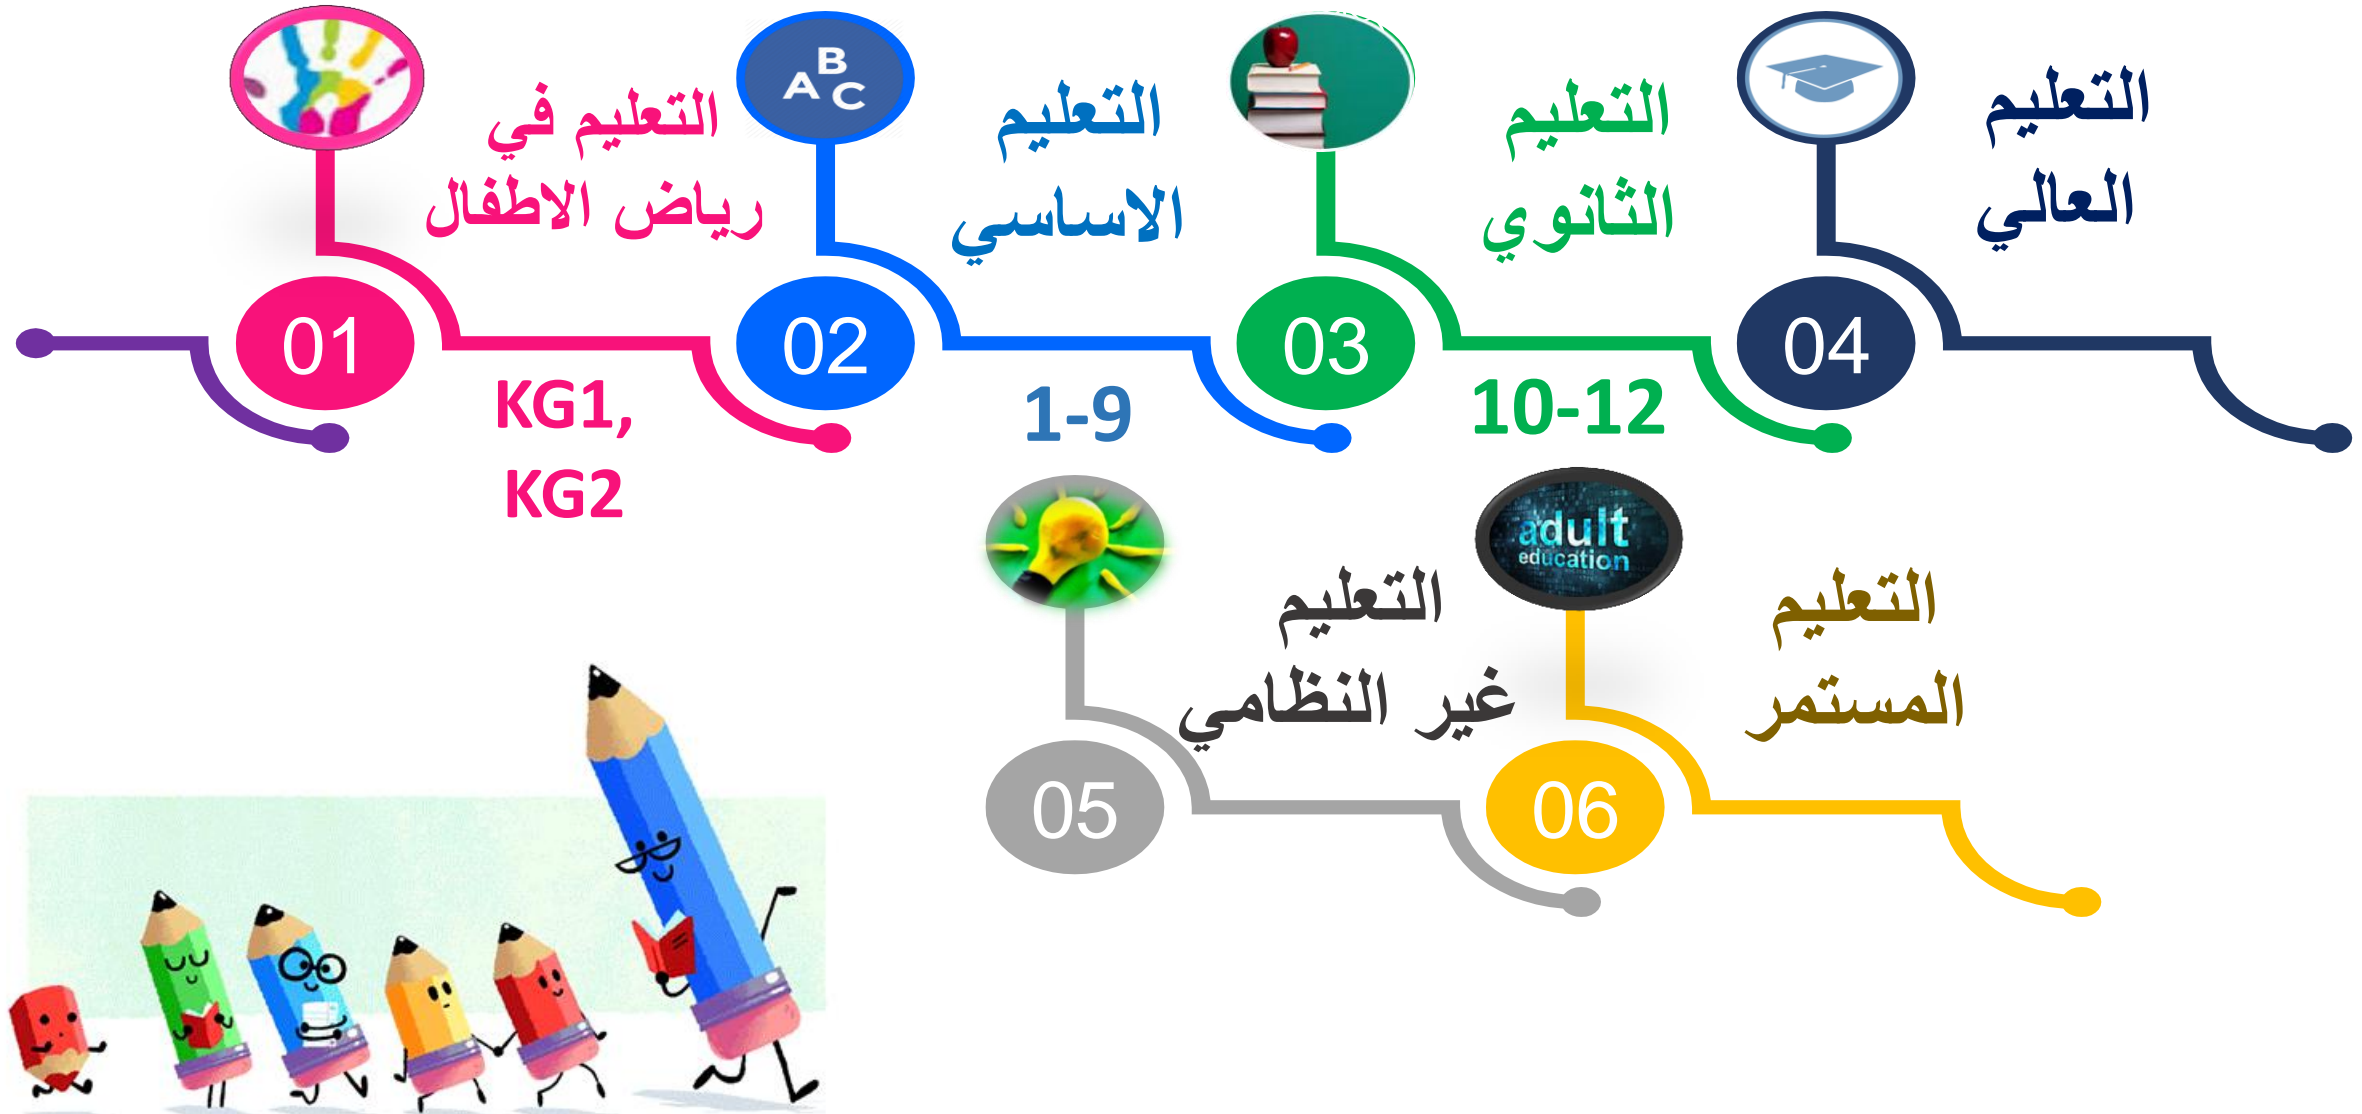 التعليم في
رياض الاطفال
01
KG1,
KG2
A B C
التعليم
الاساسي
02
1-9
التعليم
الثانوي
03
10-12
التعليم
العالي
04
التعليم
غير النظامي
05
adult
education
التعليم
المستمر
06